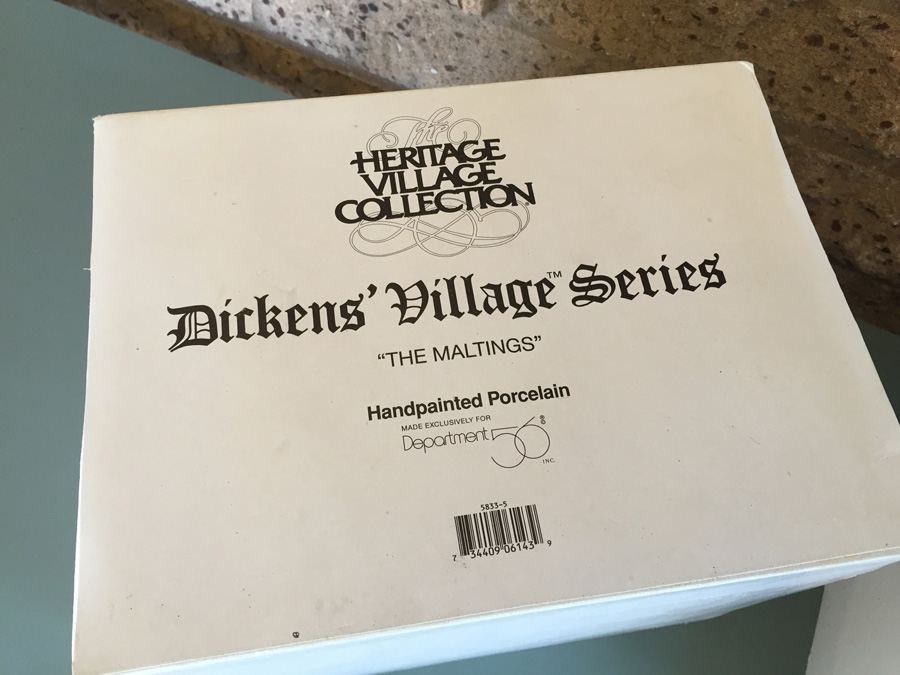 The
HERITAGE
VILLAGE
COLLECTION
Dickens' Village™ Series
“THE MALTINGS”
Handpainted Porcelain
MADE EXCLUSIVELY FOR
Department 56®
INC.
5833-5
7 34409 06143 9